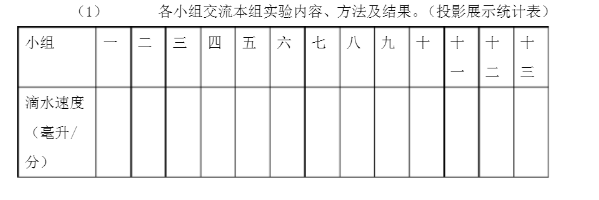 （1） 各小组交流本组实验内容、方法及结果。（投影展示统计表）
小组 一 二 三 四 五 六 七 八 九 十 十一 十二 十三
滴水速度
（毫升/
分）